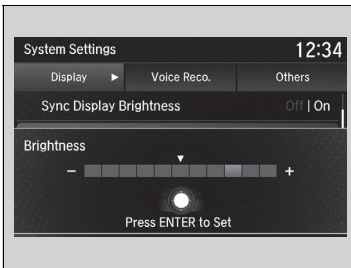 System Settings 12:34
Display Voice Reco. Others
Sync Display Brightness Off | On
Brightness
− +
Press ENTER to Set